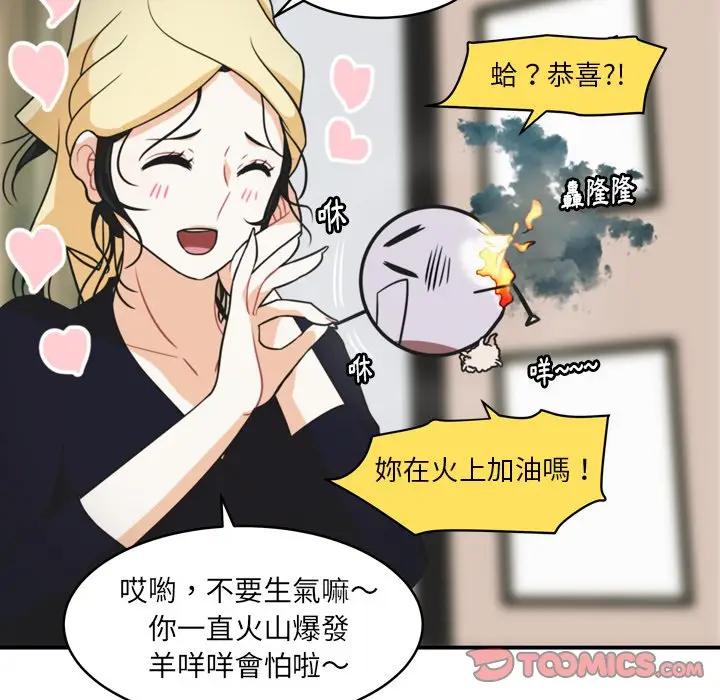 蛤？恭喜?!
轟隆隆
咻
咻
咩~~~
妳在火上加油嗎！
哎喲，不要生氣嘛～
你一直火山爆發
羊咩咩會怕啦～
TOOMICS.COM